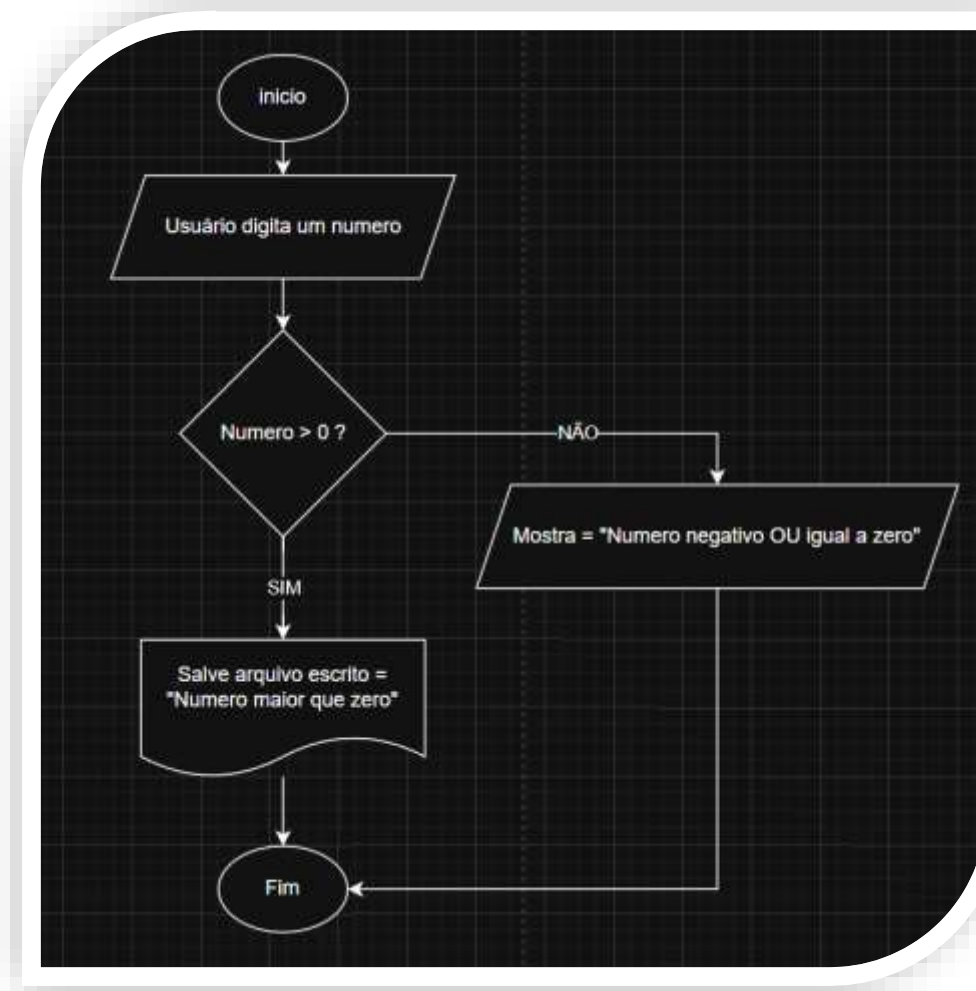 inicio
Usuário digita um numero
Numero > 0 ?
NÃO
Mostra = "Numero negativo OU igual a zero"
SIM
Salve arquivo escrito =
"Numero maior que zero"
Fim